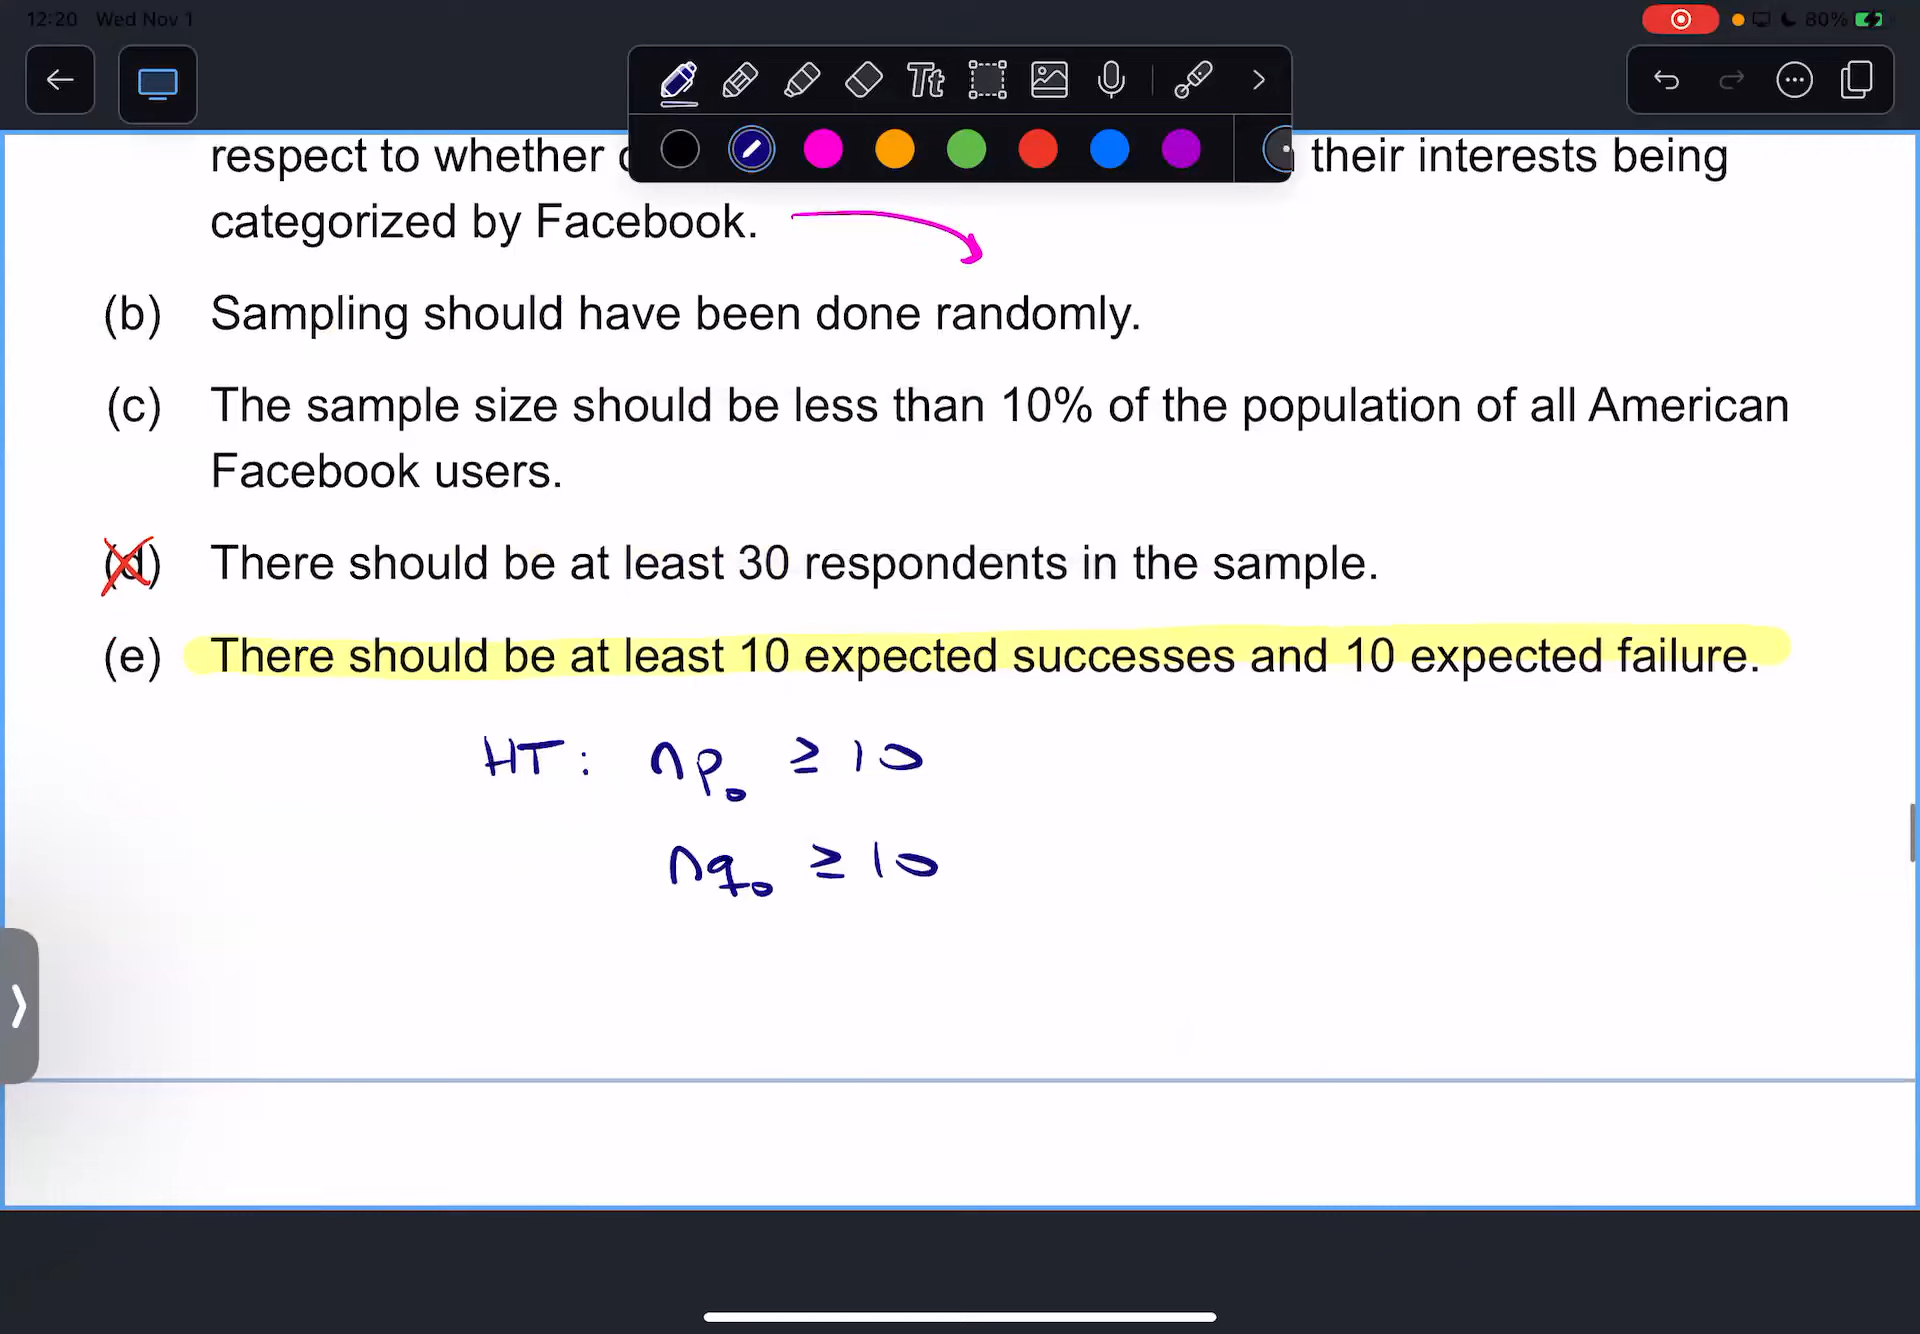 12:20 Wed Nov 1
80%
Tt
respect to whether their interests being
categorized by Facebook.
(b) Sampling should have been done randomly.
(c) The sample size should be less than 10% of the population of all American
Facebook users.
(d) There should be at least 30 respondents in the sample.
(e) There should be at least 10 expected successes and 10 expected failure.
HT: np₀ ≥ 10
nq₀ ≥ 10